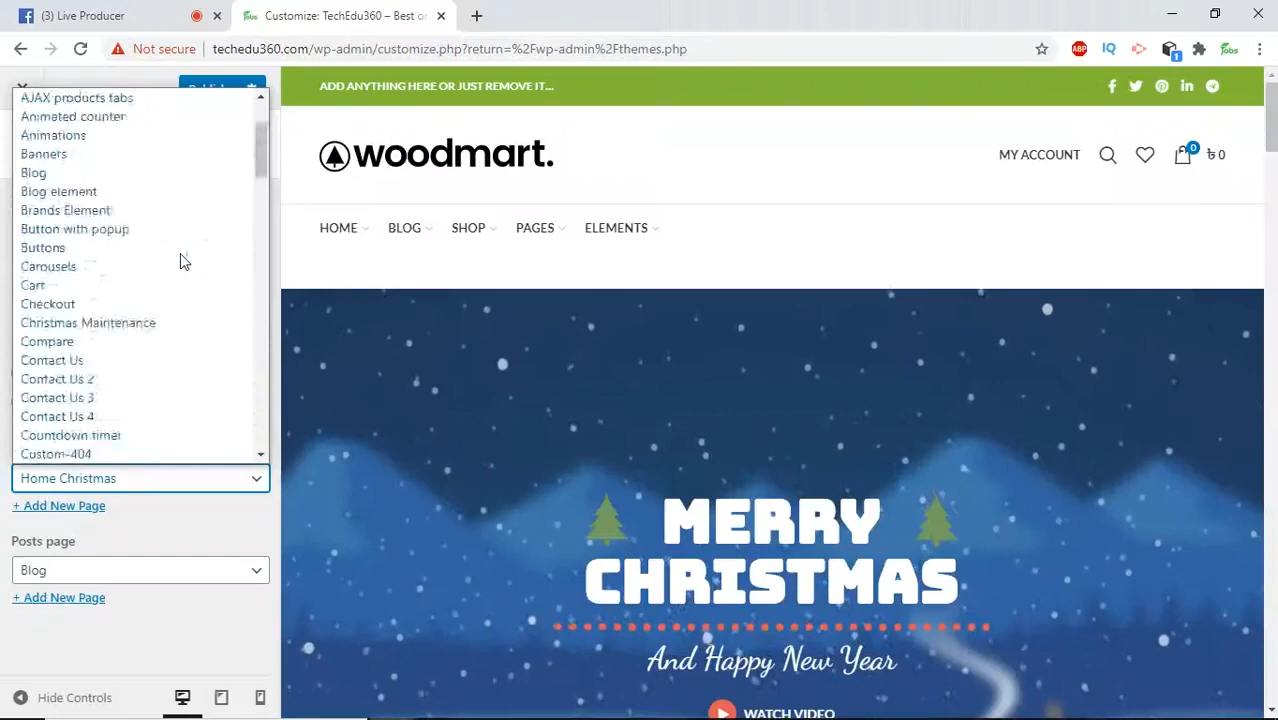 (3) Live Producer
Customize: TechEdu360 – Best or
Not secure
techedu360.com/wp-admin/customize.php?return=%2Fwp-admin%2Fthemes.php
ABP
IQ
1
AJAX products tabs
Animated counter
Animations
Banners
Blog
Blog element
Brands Element
Button with popup
Buttons
Carousels
Cart
Checkout
Christmas Maintenance
Compare
Contact Us
Contact Us 2
Contact Us 3
Contact Us 4
Countdown timer
Custom-404
Home Christmas
+ Add New Page
Posts page
Blog
+ Add New Page
Hide Controls
ADD ANYTHING HERE OR JUST REMOVE IT...
woodmart.
MY ACCOUNT
0
৳ 0
HOME
BLOG
SHOP
PAGES
ELEMENTS
MERRY
CHRISTMAS
And Happy New Year
WATCH VIDEO